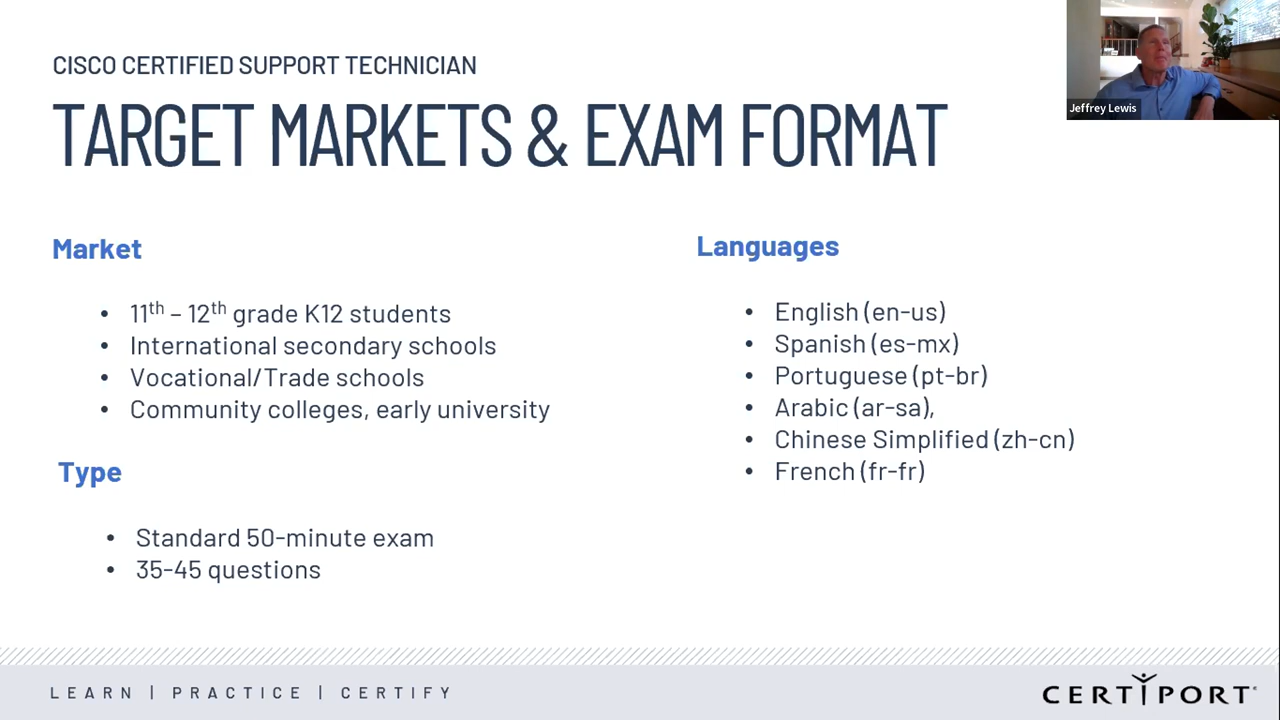 CISCO CERTIFIED SUPPORT TECHNICIAN
TARGET MARKETS & EXAM FORMAT
Jeffrey Lewis
Market
• 11th – 12th grade K12 students
• International secondary schools
• Vocational/Trade schools
• Community colleges, early university
Type
• Standard 50-minute exam
• 35-45 questions
Languages
• English (en-us)
• Spanish (es-mx)
• Portuguese (pt-br)
• Arabic (ar-sa),
• Chinese Simplified (zh-cn)
• French (fr-fr)
LEARN | PRACTICE | CERTIFY
CERTIPORT